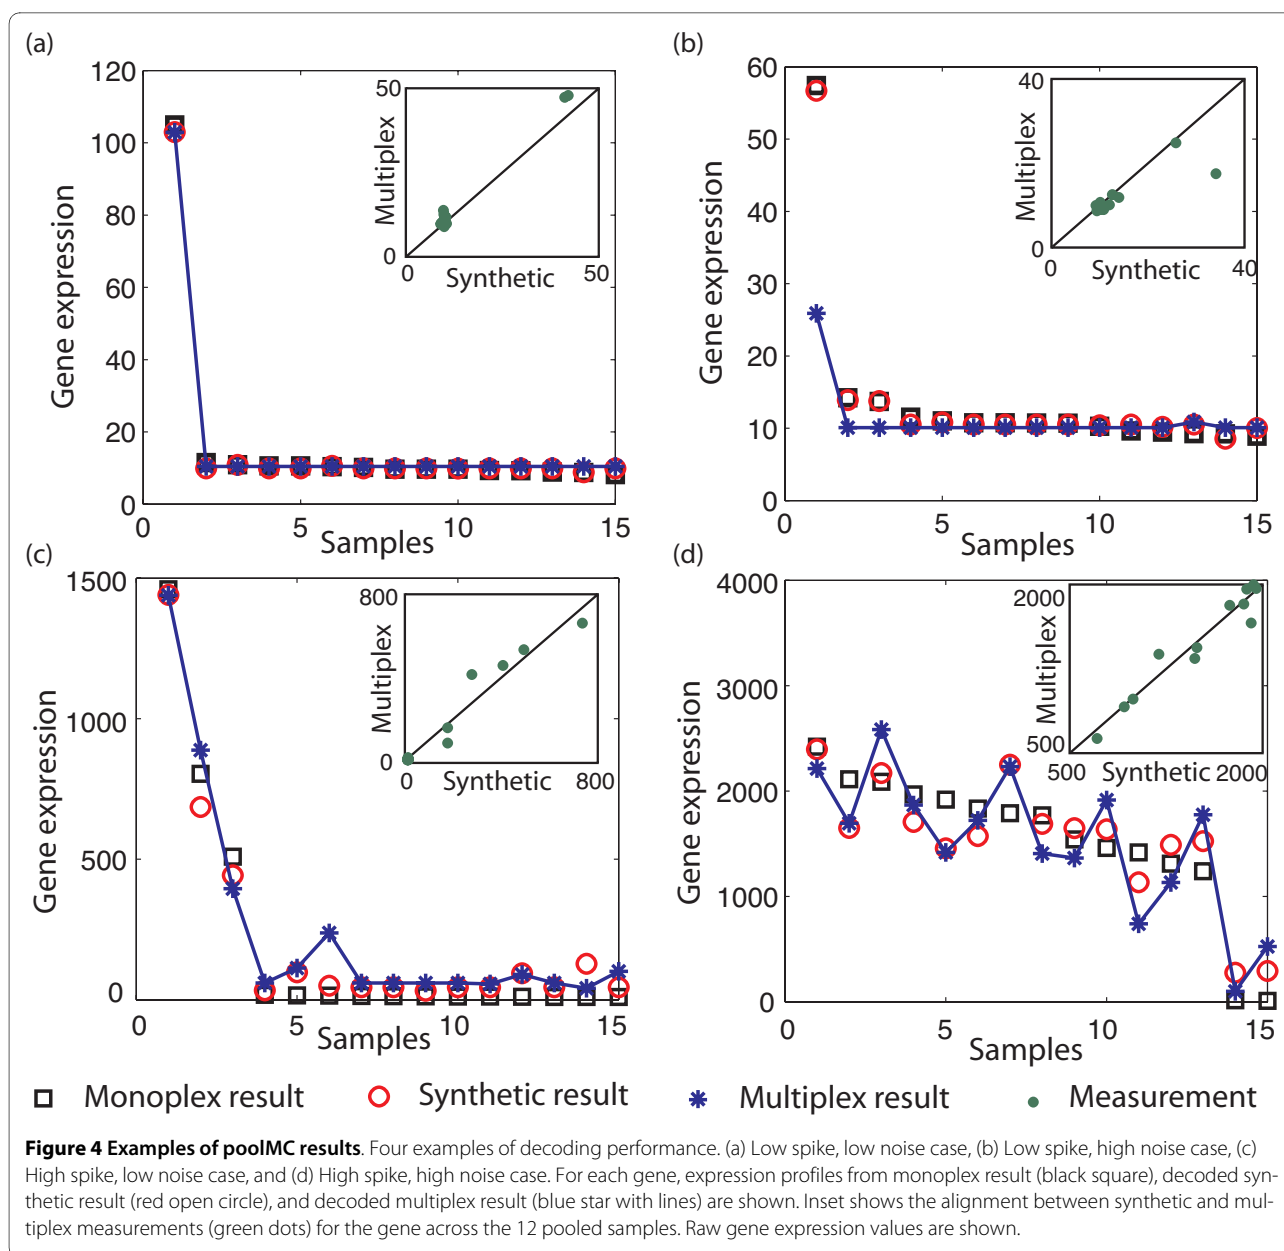 (a)
120
100
80
60
40
20
0
0
5
10
15
Gene expression
Samples
50
0
0
50
Multiplex
Synthetic
(b)
60
50
40
30
20
10
0
0
5
10
15
Gene expression
Samples
40
0
0
40
Multiplex
Synthetic
(c)
1500
1000
500
0
0
5
10
15
Gene expression
Samples
800
0
0
800
Multiplex
Synthetic
(d)
4000
3000
2000
1000
0
0
5
10
15
Gene expression
Samples
2000
500
500
2000
Multiplex
Synthetic
Monoplex result
Synthetic result
Multiplex result
Measurement
Figure 4 Examples of poolMC results. Four examples of decoding performance. (a) Low spike, low noise case, (b) Low spike, high noise case, (c)
High spike, low noise case, and (d) High spike, high noise case. For each gene, expression profiles from monoplex result (black square), decoded syn-
thetic result (red open circle), and decoded multiplex result (blue star with lines) are shown. Inset shows the alignment between synthetic and mul-
tiplex measurements (green dots) for the gene across the 12 pooled samples. Raw gene expression values are shown.